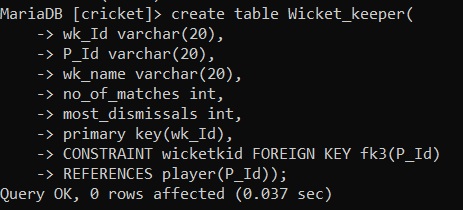 MariaDB [cricket]> create table Wicket_keeper(
    -> wk_Id varchar(20),
    -> P_Id varchar(20),
    -> wk_name varchar(20),
    -> no_of_matches int,
    -> most_dismissals int,
    -> primary key(wk_Id),
    -> CONSTRAINT wicketkid FOREIGN KEY fk3(P_Id)
    -> REFERENCES player(P_Id));
Query OK, 0 rows affected (0.037 sec)